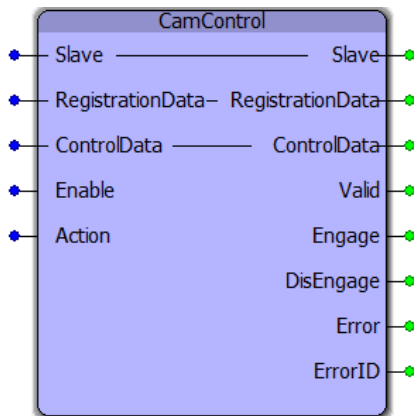 CamControl
Slave Slave
RegistrationData RegistrationData
ControlData ControlData
Enable Valid
Action Engage
DisEngage
Error
ErrorID